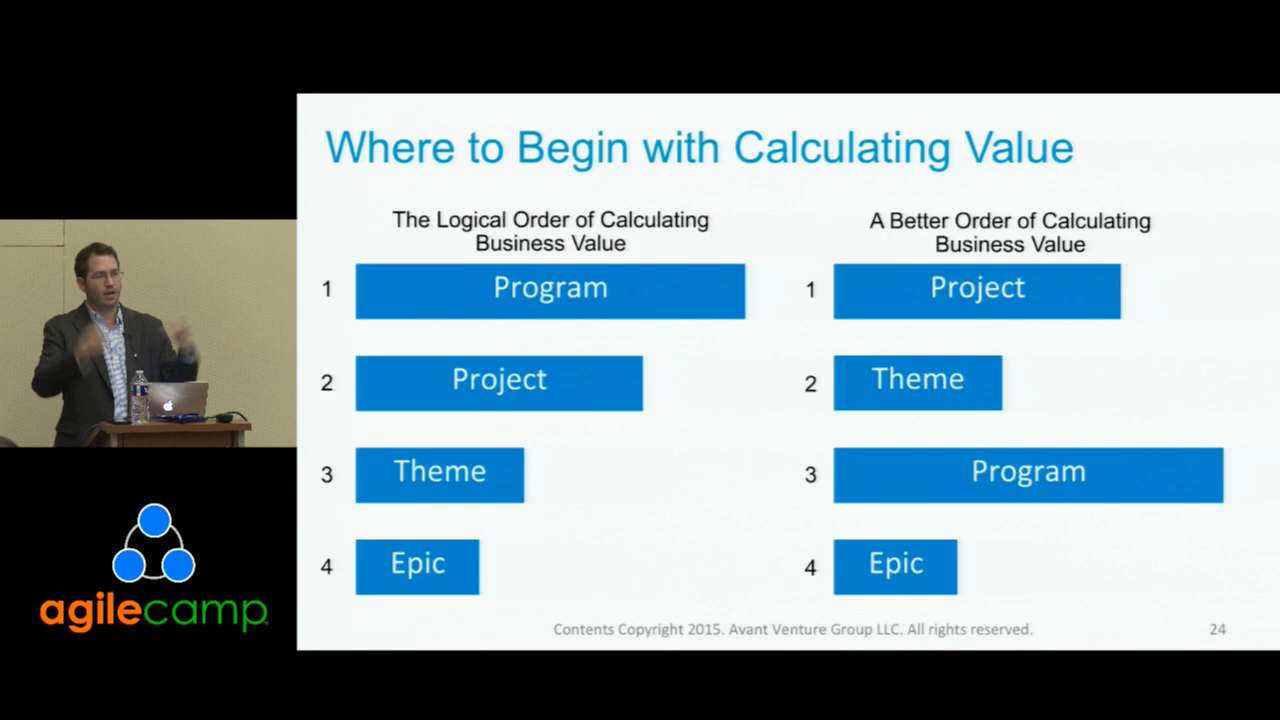 Where to Begin with Calculating Value
The Logical Order of Calculating
Business Value
1 Program
2 Project
3 Theme
4 Epic
A Better Order of Calculating
Business Value
1 Project
2 Theme
3 Program
4 Epic
Contents Copyright 2015. Avant Venture Group LLC. All rights reserved.
24
agilecamp